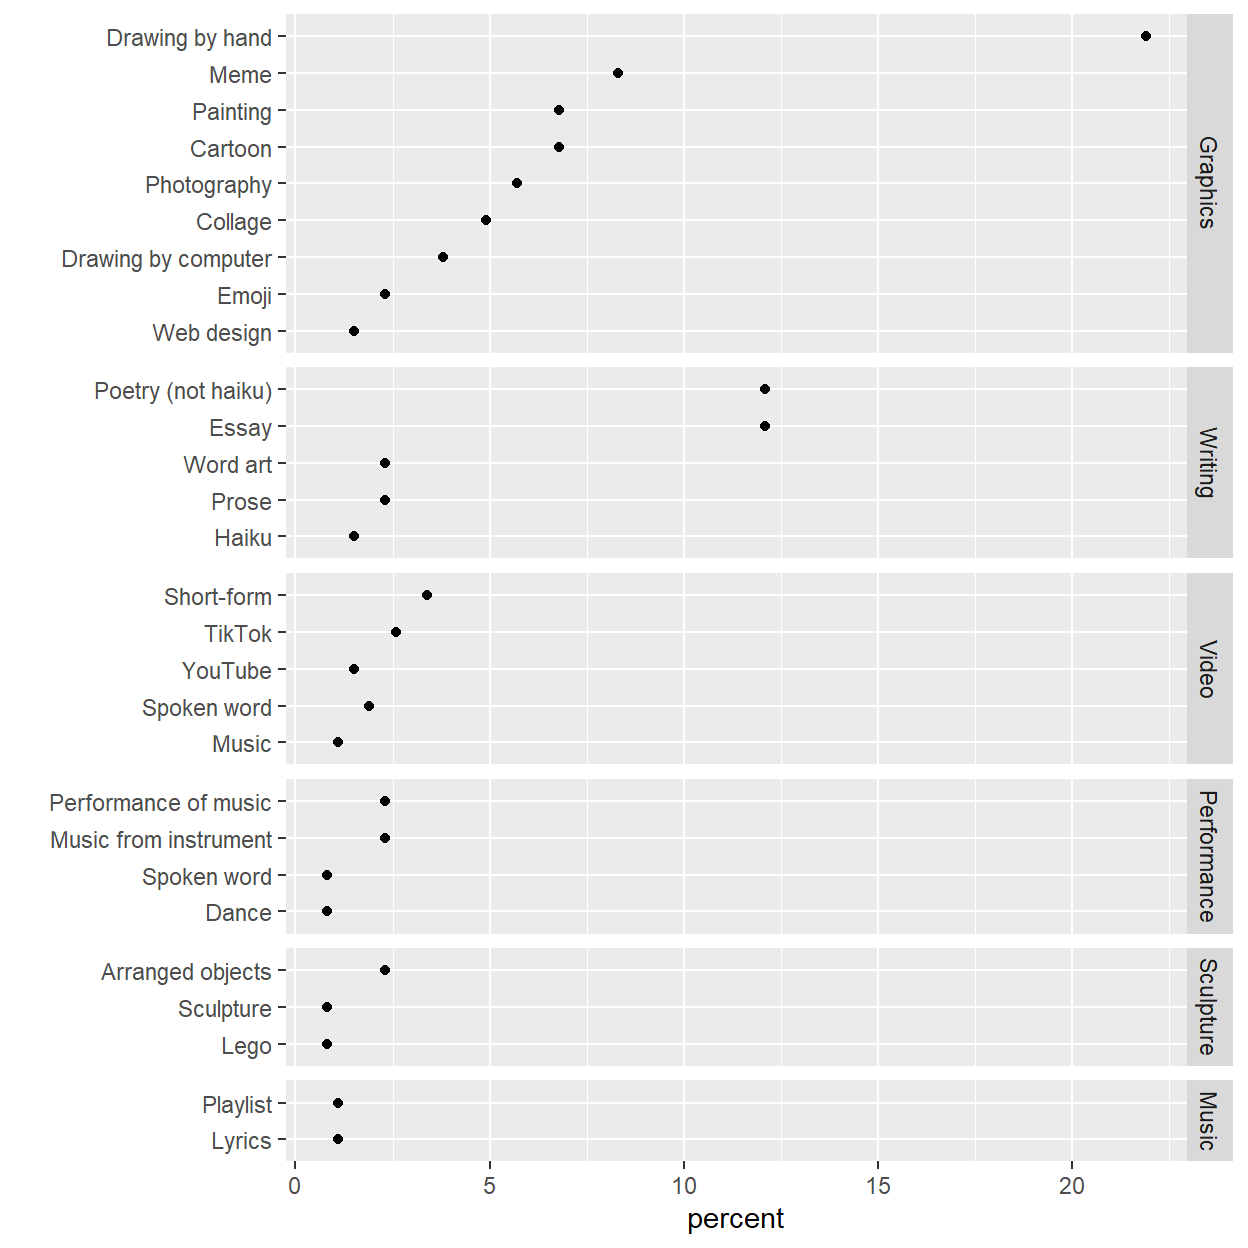 Drawing by hand
Meme
Painting
Cartoon
Photography
Collage
Drawing by computer
Emoji
Web design
Graphics
Poetry (not haiku)
Essay
Word art
Prose
Haiku
Writing
Short-form
TikTok
YouTube
Spoken word
Music
Video
Performance of music
Music from instrument
Spoken word
Dance
Performance
Arranged objects
Sculpture
Lego
Sculpture
Playlist
Lyrics
Music
0 5 10 15 20
percent